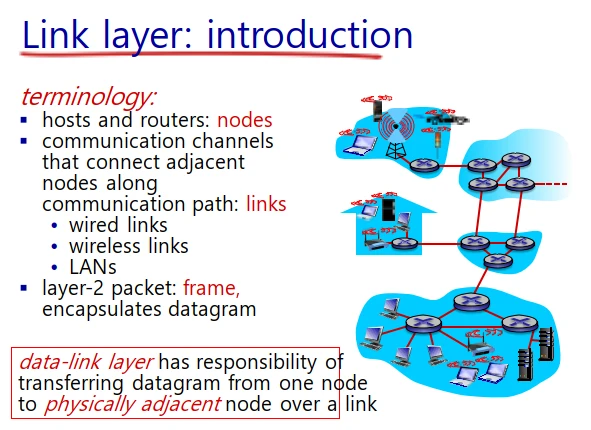 Link layer: introduction
terminology:
▪ hosts and routers: nodes
▪ communication channels
that connect adjacent
nodes along
communication path: links
• wired links
• wireless links
• LANs
▪ layer-2 packet: frame,
encapsulates datagram
data-link layer has responsibility of
transferring datagram from one node
to physically adjacent node over a link